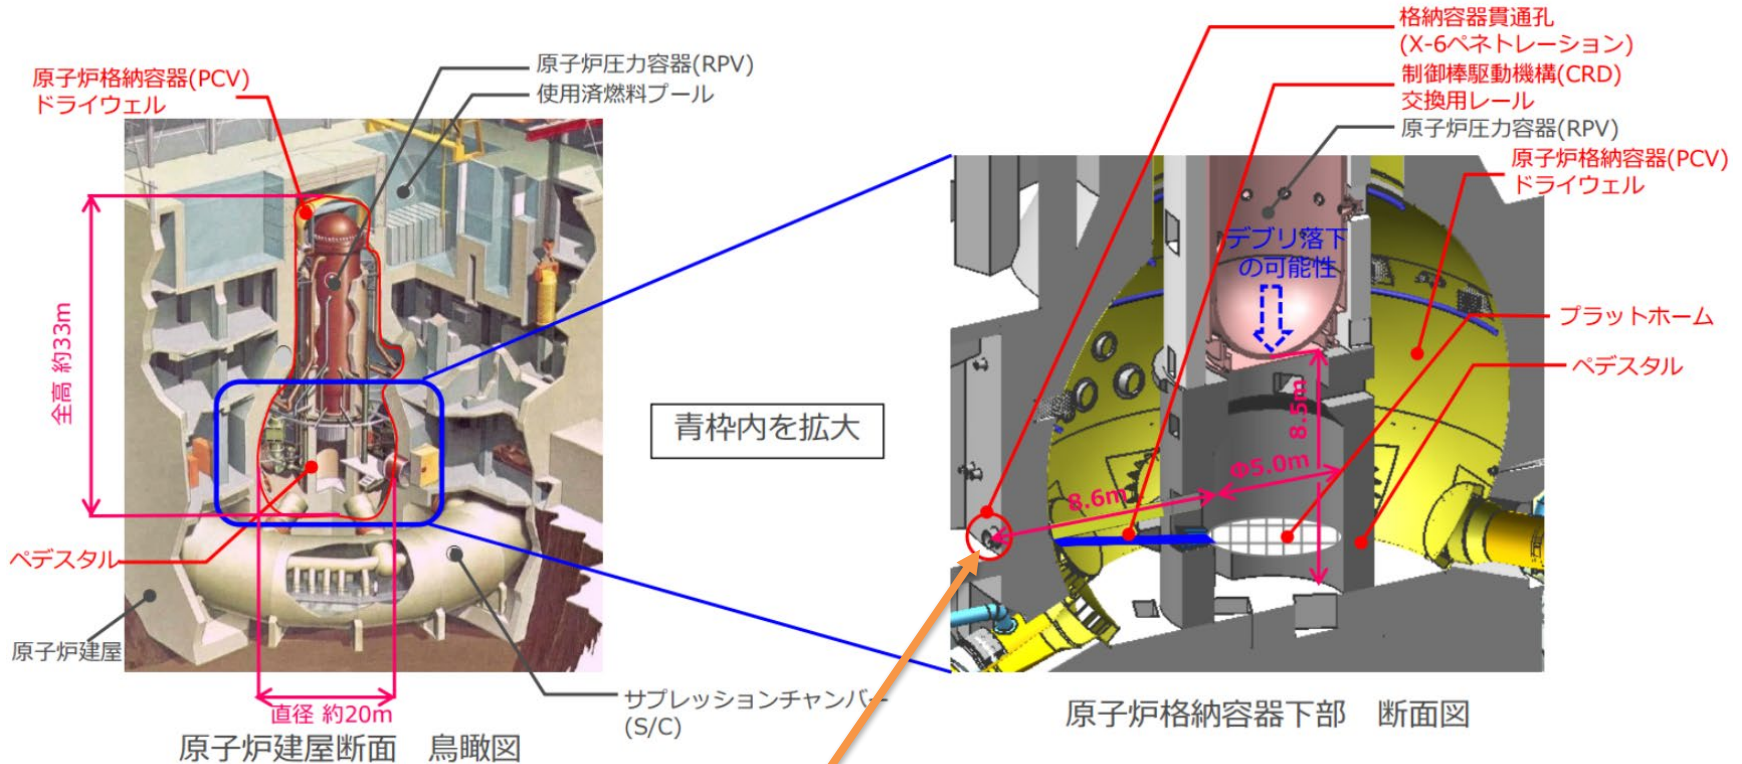 原子炉格納容器(PCV)
ドライウェル
原子炉圧力容器(RPV)
使用済燃料プール
全高 約33m
ペデスタル
原子炉建屋
直径 約20m
サプレッションチャンバー
(S/C)
原子炉建屋断面 鳥瞰図
青枠内を拡大
格納容器貫通孔
(X-6ペネトレーション)
制御棒駆動機構(CRD)
交換用レール
原子炉圧力容器(RPV)
原子炉格納容器(PCV)
ドライウェル
デブリ落下
の可能性
プラットホーム
ペデスタル
8.5m
Φ5.0m
8.6m
原子炉格納容器下部 断面図